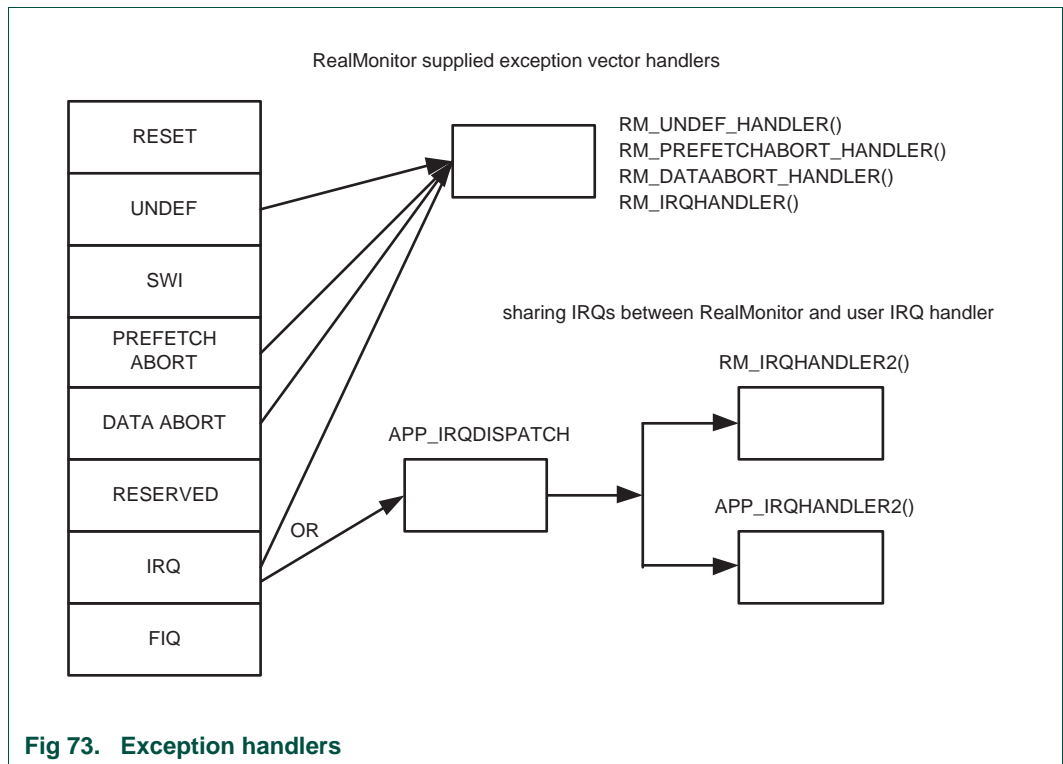 RealMonitor supplied exception vector handlers
RESET
UNDEF
SWI
PREFETCH
ABORT
DATA ABORT
RESERVED
IRQ
FIQ
RM_UNDEF_HANDLER()
RM_PREFETCHABORT_HANDLER()
RM_DATAABORT_HANDLER()
RM_IRQHANDLER()
sharing IRQs between RealMonitor and user IRQ handler
RM_IRQHANDLER2()
APP_IRQDISPATCH
OR
APP_IRQHANDLER2()
Fig 73. Exception handlers